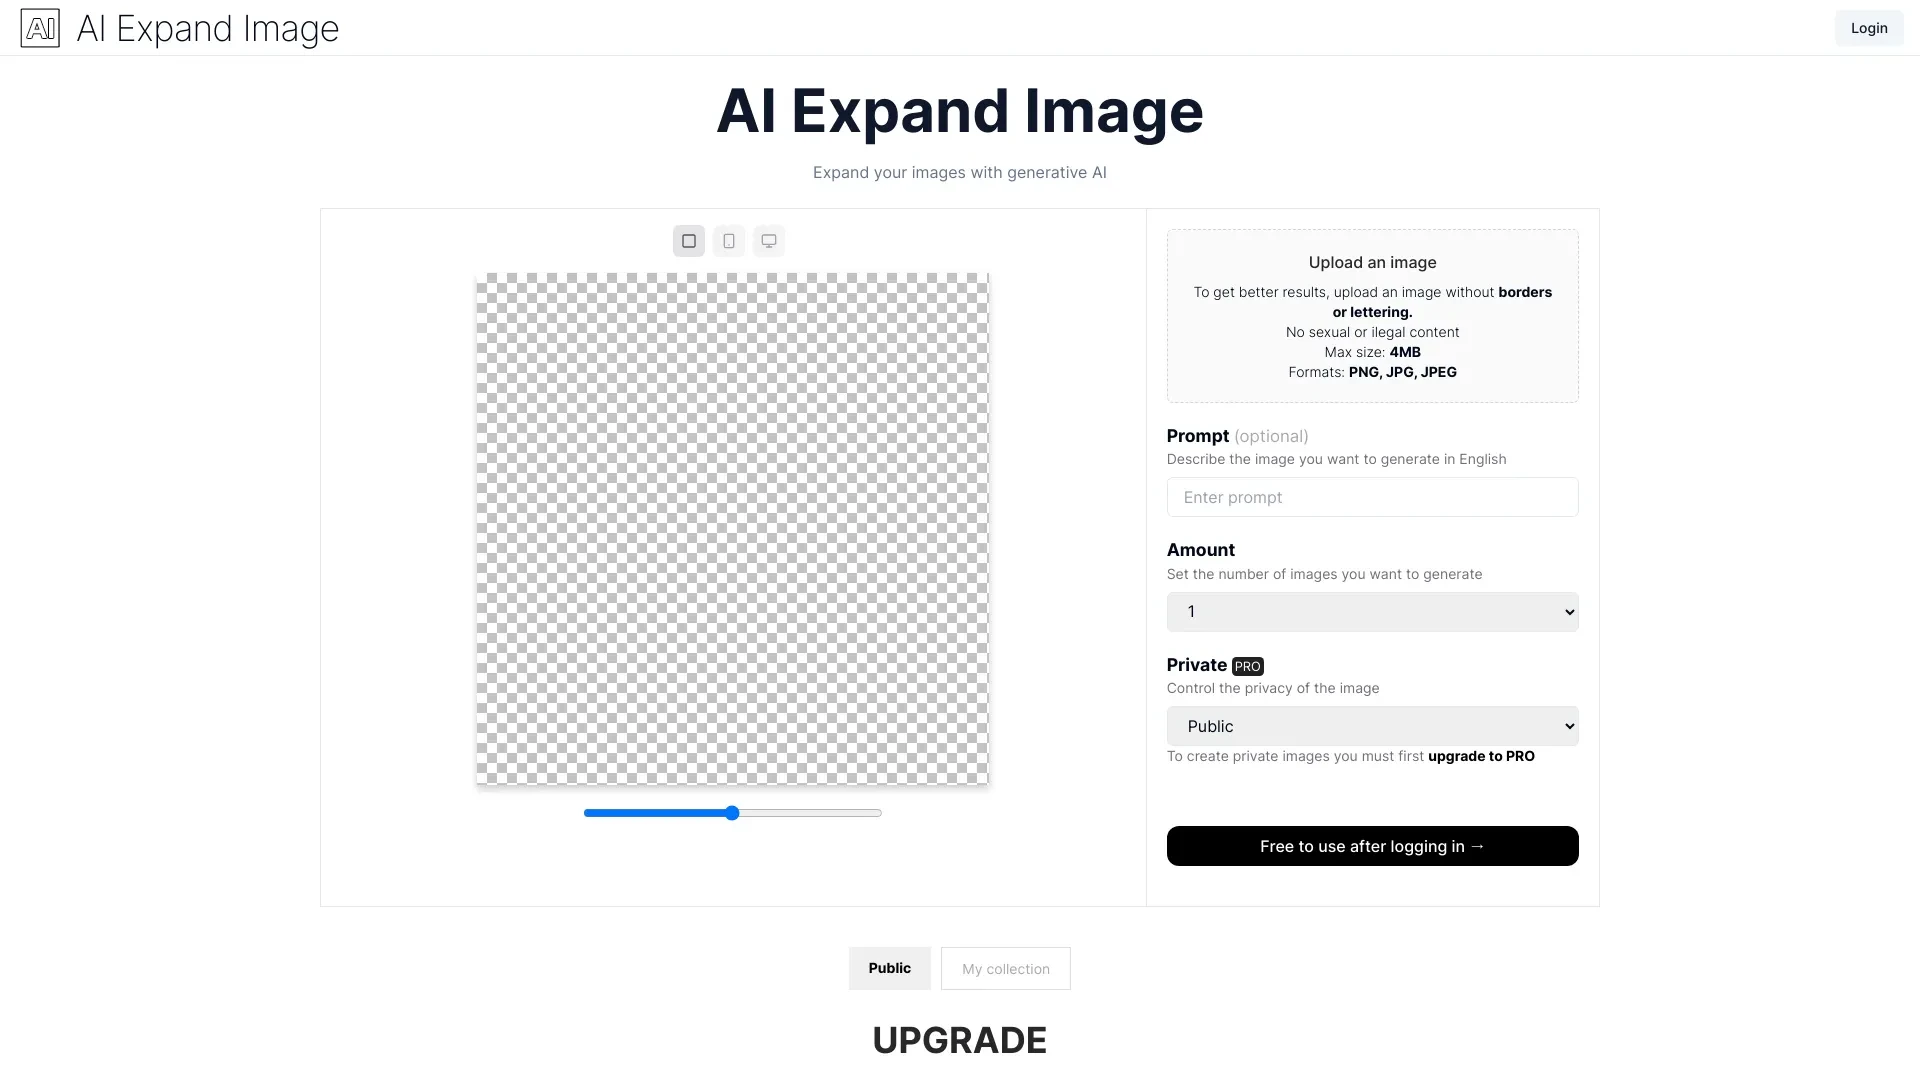 AI AI Expand Image
Login
AI Expand Image
Expand your images with generative AI
Upload an image
To get better results, upload an image without borders
or lettering.
No sexual or ilegal content
Max size: 4MB
Formats: PNG, JPG, JPEG
Prompt (optional)
Describe the image you want to generate in English
Enter prompt
Amount
Set the number of images you want to generate
1
Private PRO
Control the privacy of the image
Public
To create private images you must first upgrade to PRO
Free to use after logging in →
Public
My collection
UPGRADE